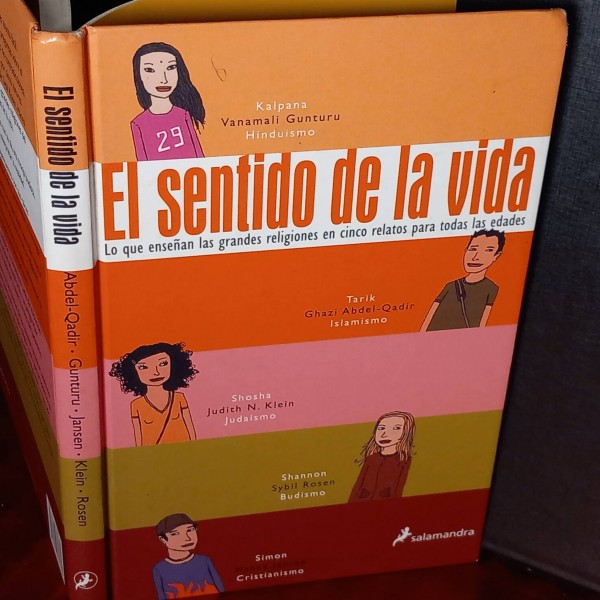 El sentido de la vida
Abdel-Qadir · Gunturu · Jansen · Klein · Rosen
29
Kalpana
Vanamali Gunturu
Hinduismo
El sentido de la vida
Lo que enseñan las grandes religiones en cinco relatos para todas las edades
Tarik
Ghazi Abdel-Qadir
Islamismo
Shosha
Judith N. Klein
Judaísmo
Shannon
Sybil Rosen
Budismo
Simon
Cristianismo
salamandra